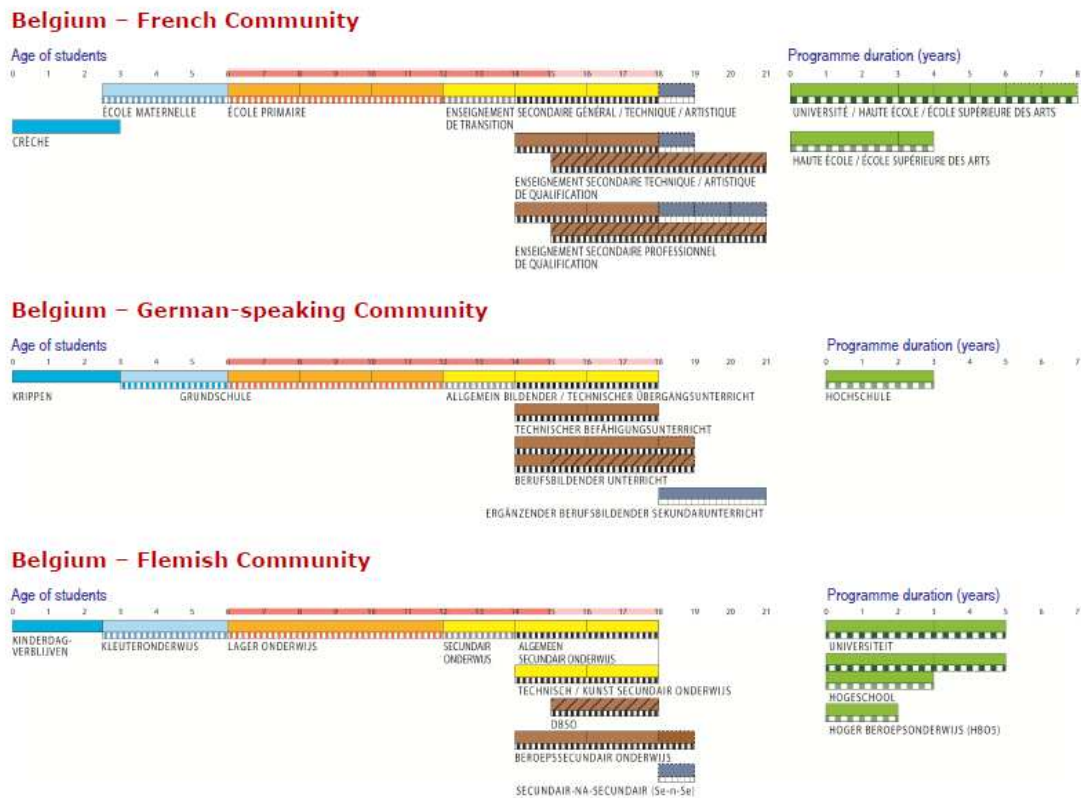 Belgium – French Community
Age of students
Programme duration (years)
0 1 2 3 4 5 6 7 8 9 10 11 12 13 14 15 16 17 18 19 20 21
0 1 2 3 4 5 6 7 8
ÉCOLE MATERNELLE
ÉCOLE PRIMAIRE
ENSEIGNEMENT SECONDAIRE GÉNÉRAL / TECHNIQUE / ARTISTIQUE
DE TRANSITION
UNIVERSITÉ / HAUTE ÉCOLE / ÉCOLE SUPÉRIEURE DES ARTS
CRÈCHE
HAUTE ÉCOLE / ÉCOLE SUPÉRIEURE DES ARTS
ENSEIGNEMENT SECONDAIRE TECHNIQUE / ARTISTIQUE
DE QUALIFICATION
ENSEIGNEMENT SECONDAIRE PROFESSIONNEL
DE QUALIFICATION
Belgium – German-speaking Community
Age of students
Programme duration (years)
0 1 2 3 4 5 6 7 8 9 10 11 12 13 14 15 16 17 18 19 20 21
0 1 2 3 4 5 6 7
KRIPPEN
GRUNDSCHULE
ALLGEMEIN BILDENDER / TECHNISCHER ÜBERGANGSUNTERRICHT
HOCHSCHULE
TECHNISCHER BEFÄHIGUNGSUNTERRICHT
BERUFSBILDENDER UNTERRICHT
ERGÄNZENDER BERUFSBILDENDER SEKUNDARUNTERRICHT
Belgium – Flemish Community
Age of students
Programme duration (years)
0 1 2 3 4 5 6 7 8 9 10 11 12 13 14 15 16 17 18 19 20 21
0 1 2 3 4 5 6 7
KINDERDAG-
VERBLIJVEN
KLEUTERONDERWIJS
LAGER ONDERWIJS
SECUNDAIR
ONDERWIJS
ALGEMEEN
SECUNDAIR ONDERWIJS
UNIVERSITEIT
TECHNISCH / KUNST SECUNDAIR ONDERWIJS
HOGESCHOOL
DBSO
HOGER BEROEPSONDERWIJS (HBO5)
BEROEPSSECUNDAIR ONDERWIJS
SECUNDAIR-NA-SECUNDAIR (Se-n-Se)